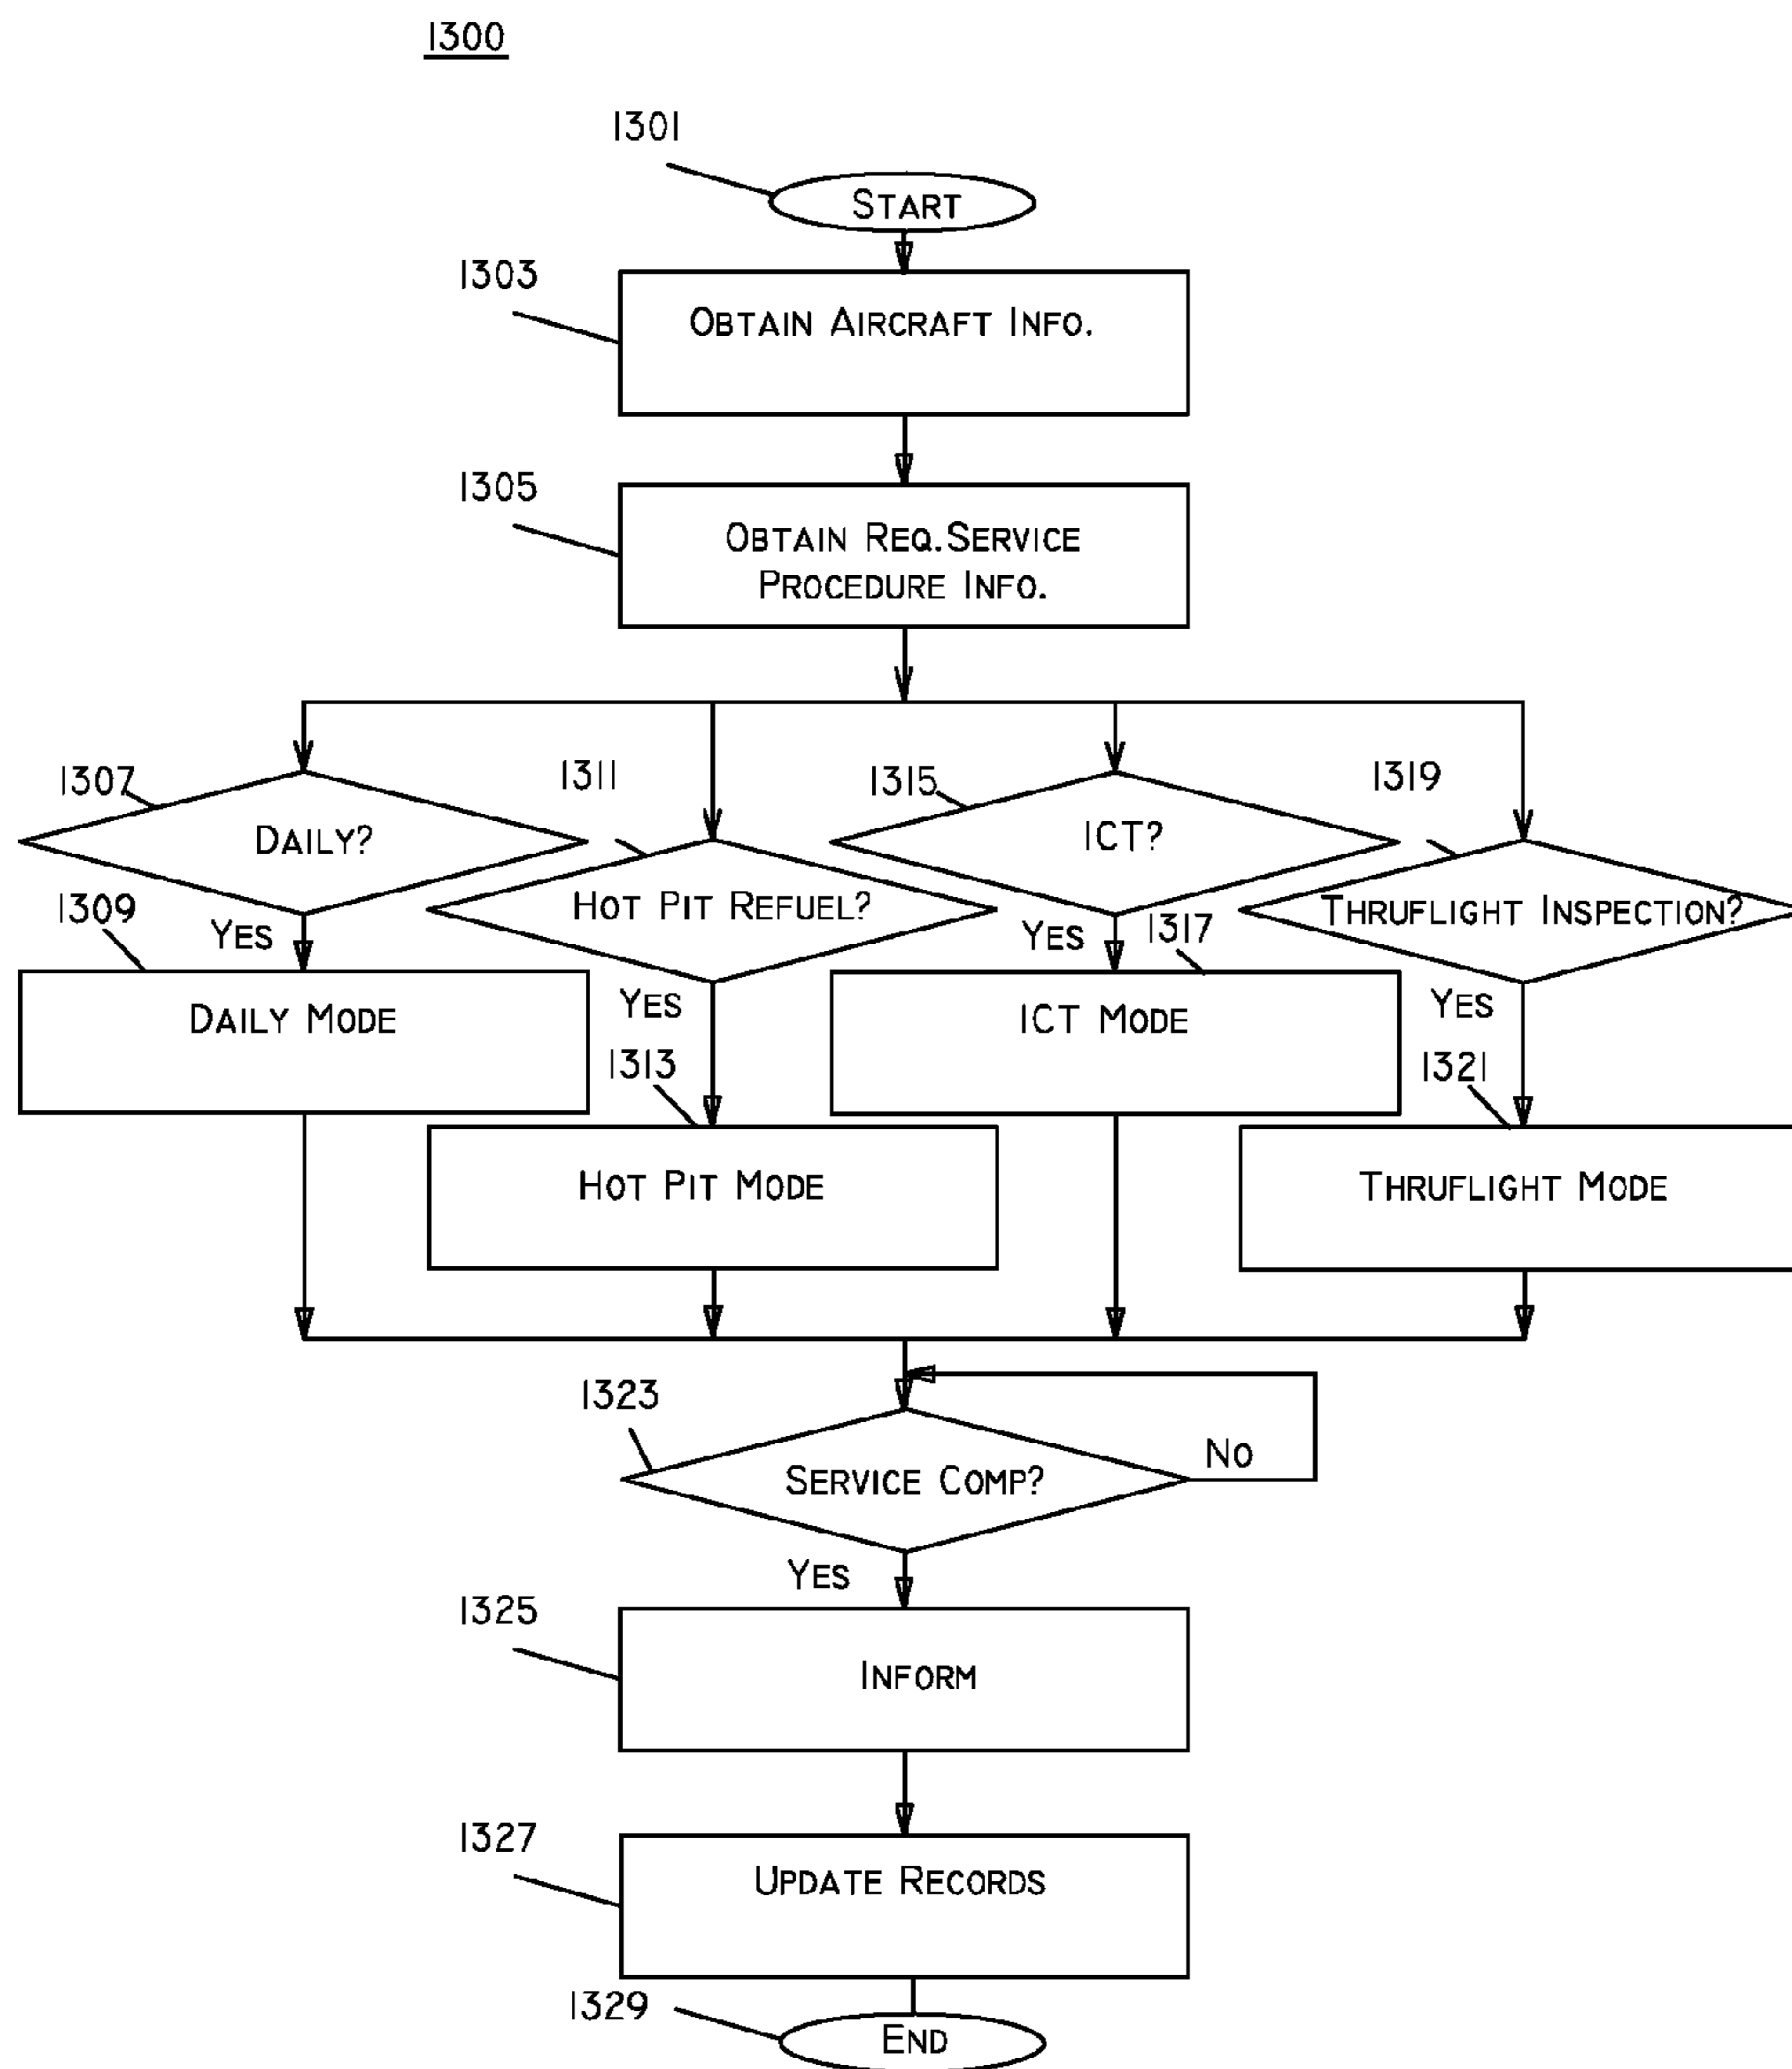 1300
1301
START
1303
OBTAIN AIRCRAFT INFO.
1305
OBTAIN REQ. SERVICE
PROCEDURE INFO.
1307
1311
1315
1319
DAILY?
HOT PIT REFUEL?
ICT?
THRUFLIGHT INSPECTION?
1309
YES
YES
YES
1317
YES
DAILY MODE
1313
ICT MODE
1321
HOT PIT MODE
THRUFLIGHT MODE
1323
SERVICE COMP?
NO
YES
1325
INFORM
1327
UPDATE RECORDS
1329
END